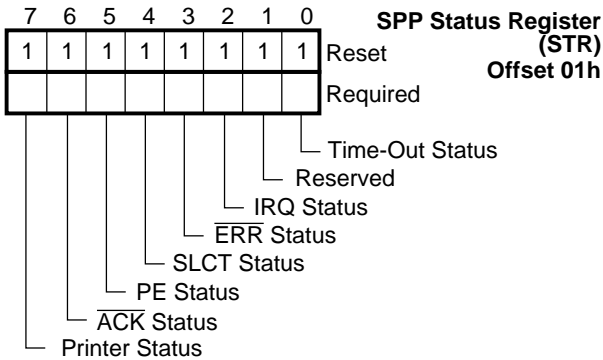 7 6 5 4 3 2 1 0
SPP Status Register
(STR)
Offset 01h
1 1 1 1 1 1 1 1 Reset
Required
Time-Out Status
Reserved
IRQ Status
ERR Status
SLCT Status
PE Status
ACK Status
Printer Status